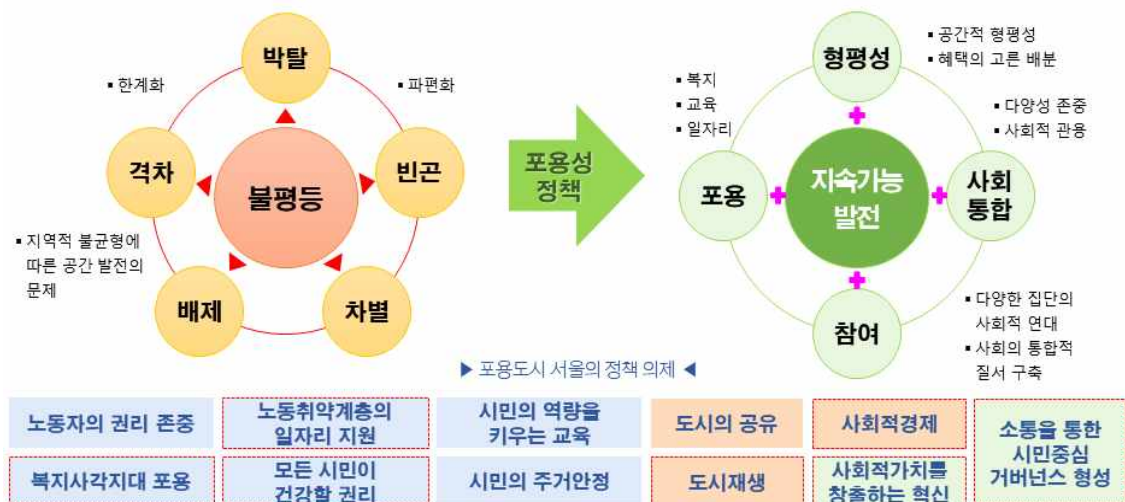 박탈
▪ 한계화
▪ 파편화
격차
불평등
빈곤
▪ 지역적 불균형에
따른 공간 발전의
문제
배제
차별
포용성
정책
형평성
▪ 공간적 형평성
▪ 혜택의 고른 배분
▪ 복지
▪ 교육
▪ 일자리
▪ 다양성 존중
▪ 사회적 관용
포용
지속가능
발전
사회
통합
참여
▪ 다양한 집단의
사회적 연대
▪ 사회의 통합적
질서 구축
▶ 포용도시 서울의 정책 의제 ◀
노동자의 권리 존중
노동취약계층의
일자리 지원
시민의 역량을
키우는 교육
도시의 공유
사회적경제
소통을 통한
시민중심
거버넌스 형성
복지사각지대 포용
모든 시민이
건강할 권리
시민의 주거안정
도시재생
사회적가치를
창출하는 혁신